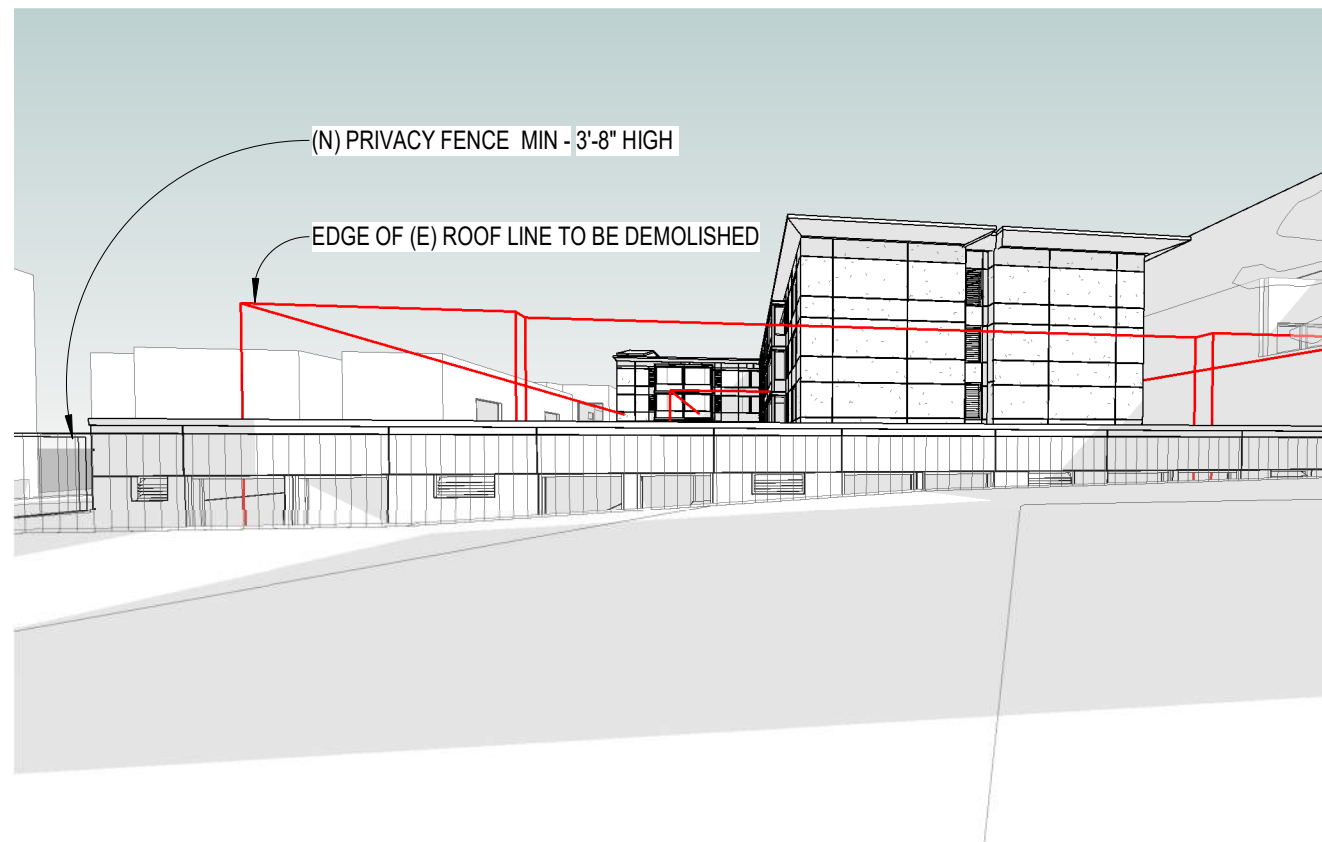 (N) PRIVACY FENCE MIN - 3'-8" HIGH
EDGE OF (E) ROOF LINE TO BE DEMOLISHED